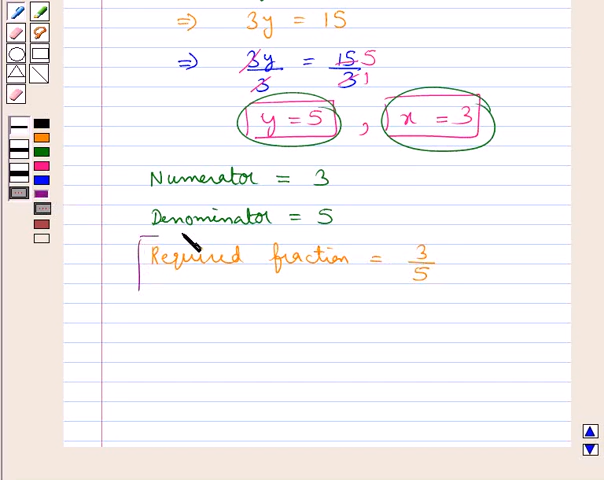 ⇒ 3y = 15
⇒ 3y/3 = 15/3 5 1
y = 5 , x = 3
Numerator = 3
Denominator = 5
Required fraction = 3/5